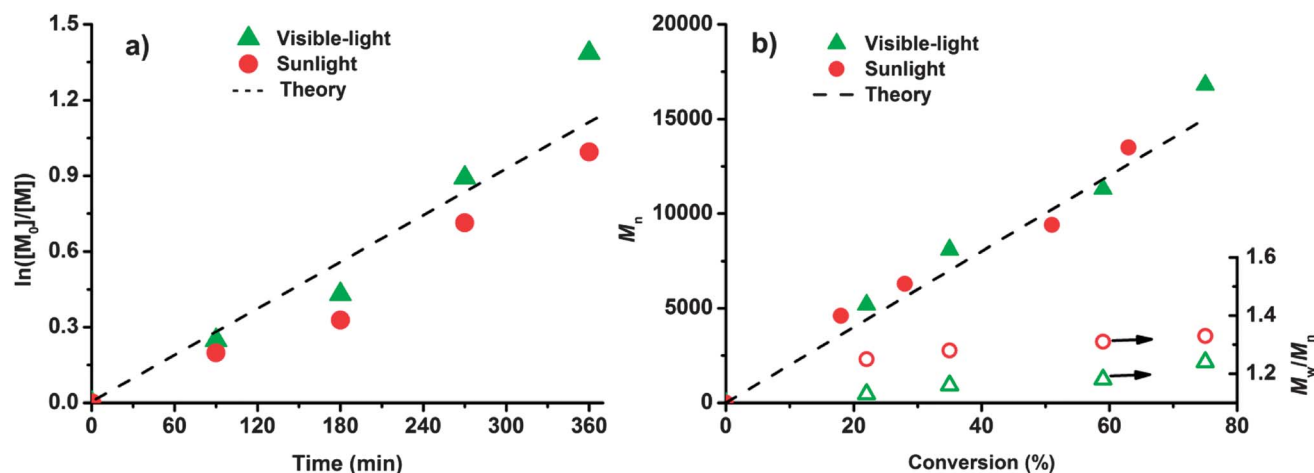 a)
Visible-light
Sunlight
Theory
1.5
1.2
0.9
0.6
0.3
0.0
ln([M₀]/[M])
0 60 120 180 240 300 360
Time (min)
b)
Visible-light
Sunlight
Theory
20000
15000
10000
5000
0
Mₙ
1.6
1.4
1.2
M_w/Mₙ
0 20 40 60 80
Conversion (%)